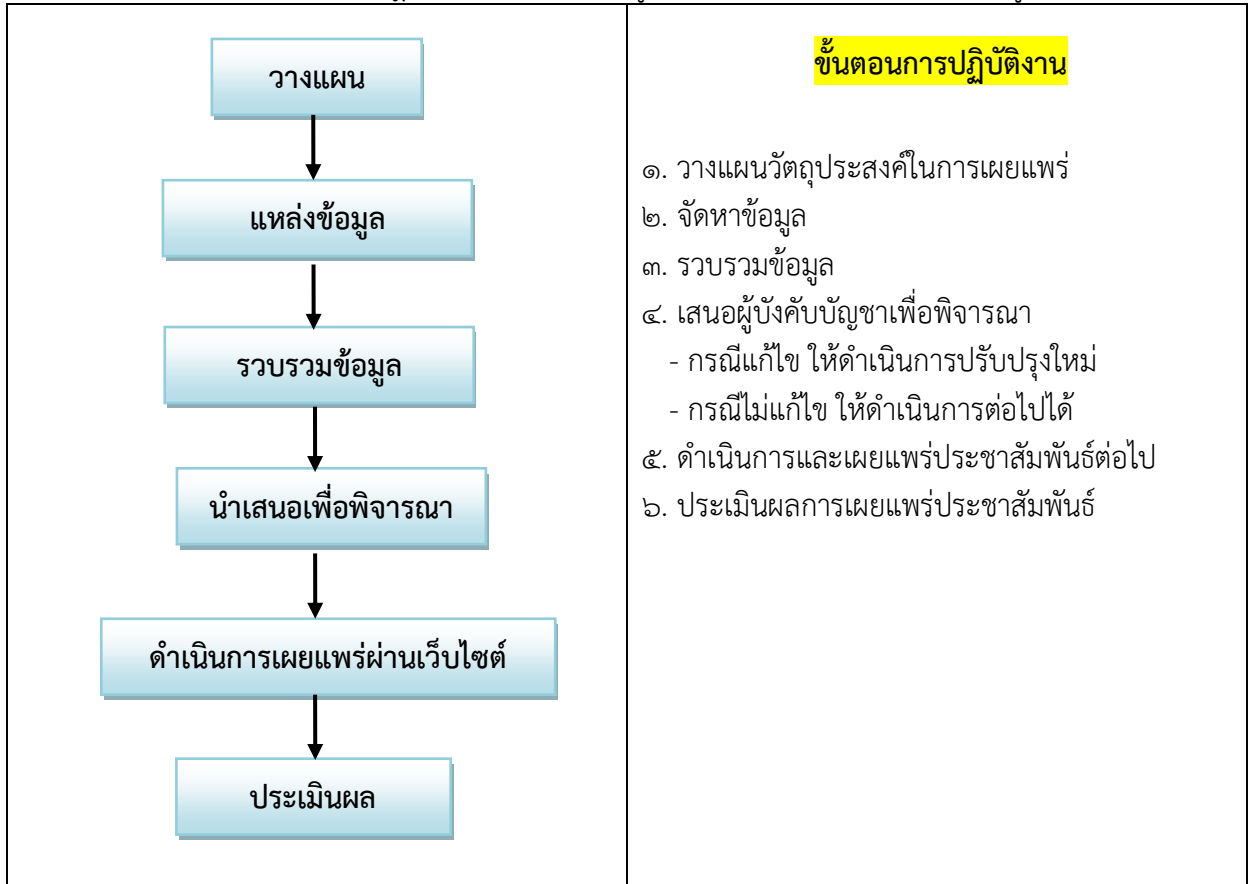 วางแผน
แหล่งข้อมูล
รวบรวมข้อมูล
นำเสนอเพื่อพิจารณา
ดำเนินการเผยแพร่ผ่านเว็บไซต์
ประเมินผล
ขั้นตอนการปฏิบัติงาน
๑. วางแผนวัตถุประสงค์ในการเผยแพร่
๒. จัดหาข้อมูล
๓. รวบรวมข้อมูล
๔. เสนอผู้บังคับบัญชาเพื่อพิจารณา
- กรณีแก้ไข ให้ดำเนินการปรับปรุงใหม่
- กรณีไม่แก้ไข ให้ดำเนินการต่อไปได้
๕. ดำเนินการและเผยแพร่ประชาสัมพันธ์ต่อไป
๖. ประเมินผลการเผยแพร่ประชาสัมพันธ์